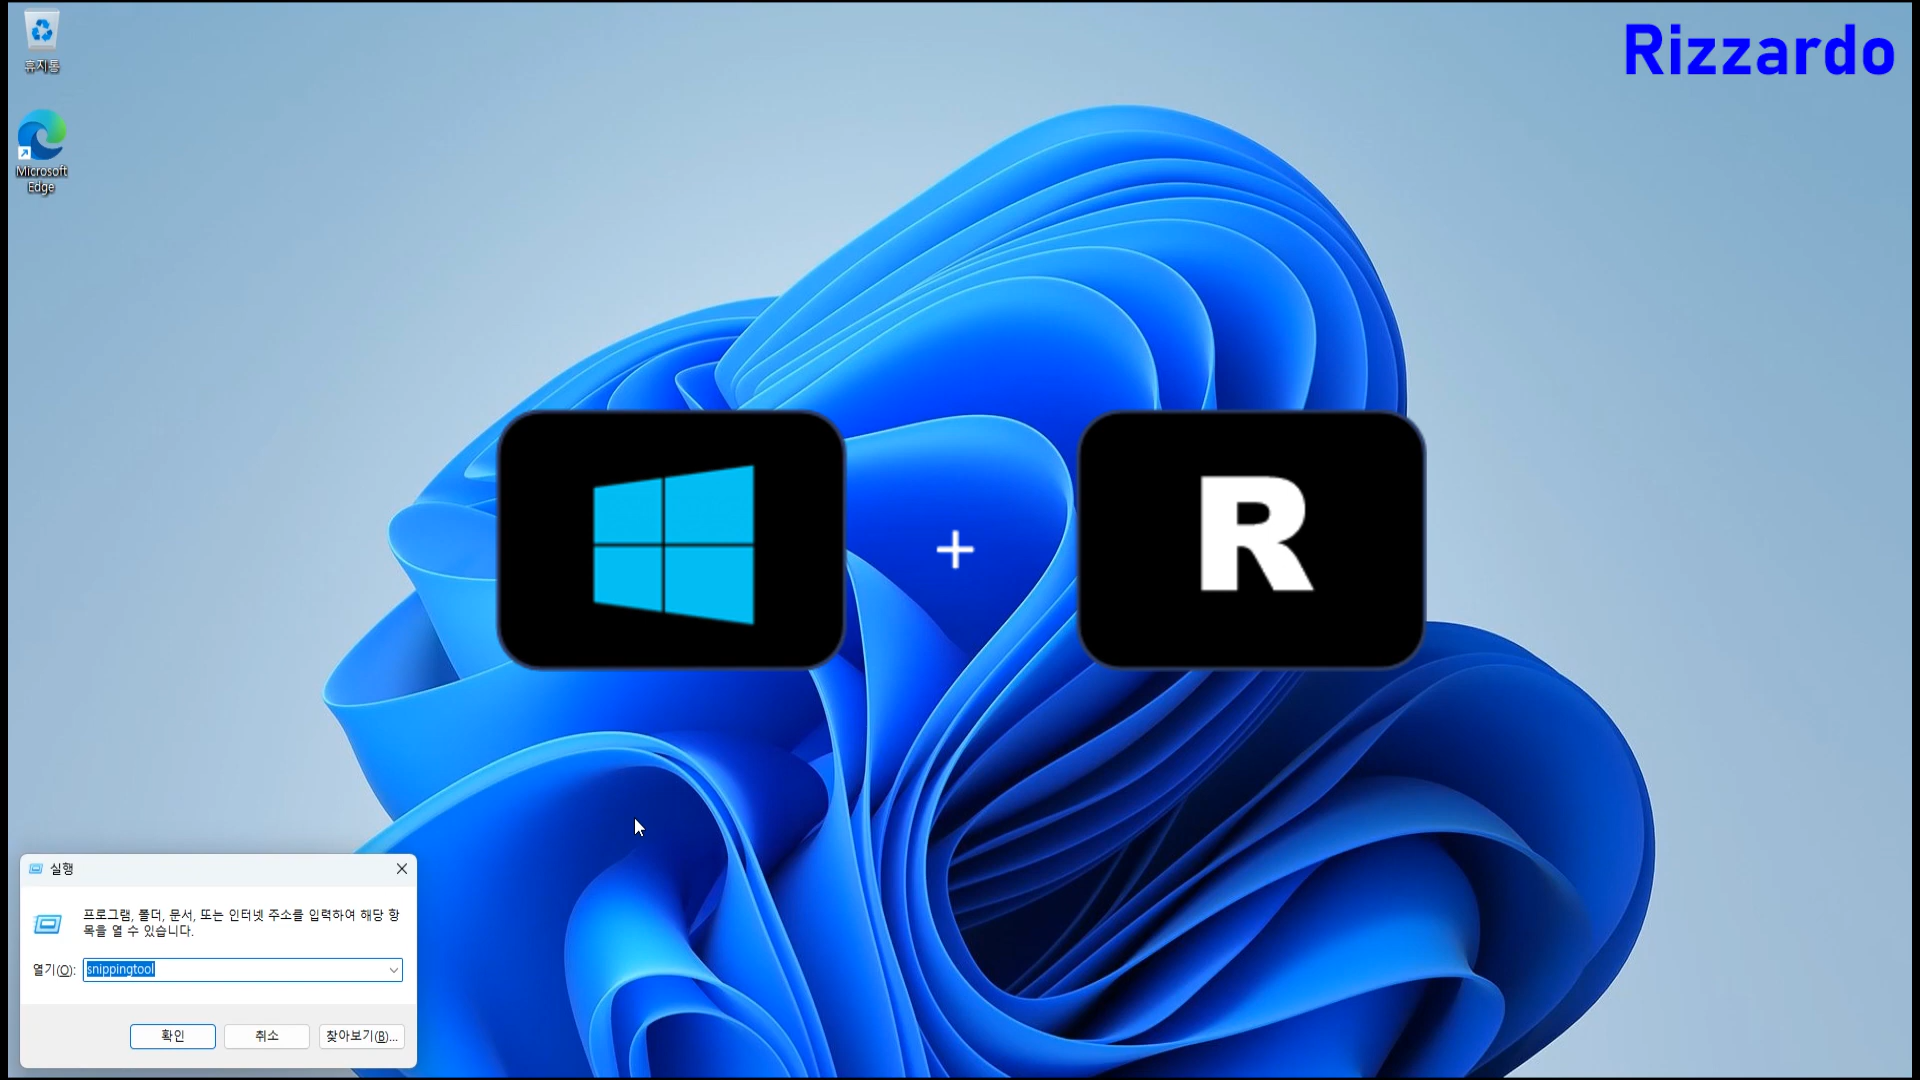 휴지통
Microsoft
Edge
Rizzardo
+
R
실행
프로그램, 폴더, 문서, 또는 인터넷 주소를 입력하여 해당 항
목을 열 수 있습니다.
열기(O):
snippingtool
확인
취소
찾아보기(B)...